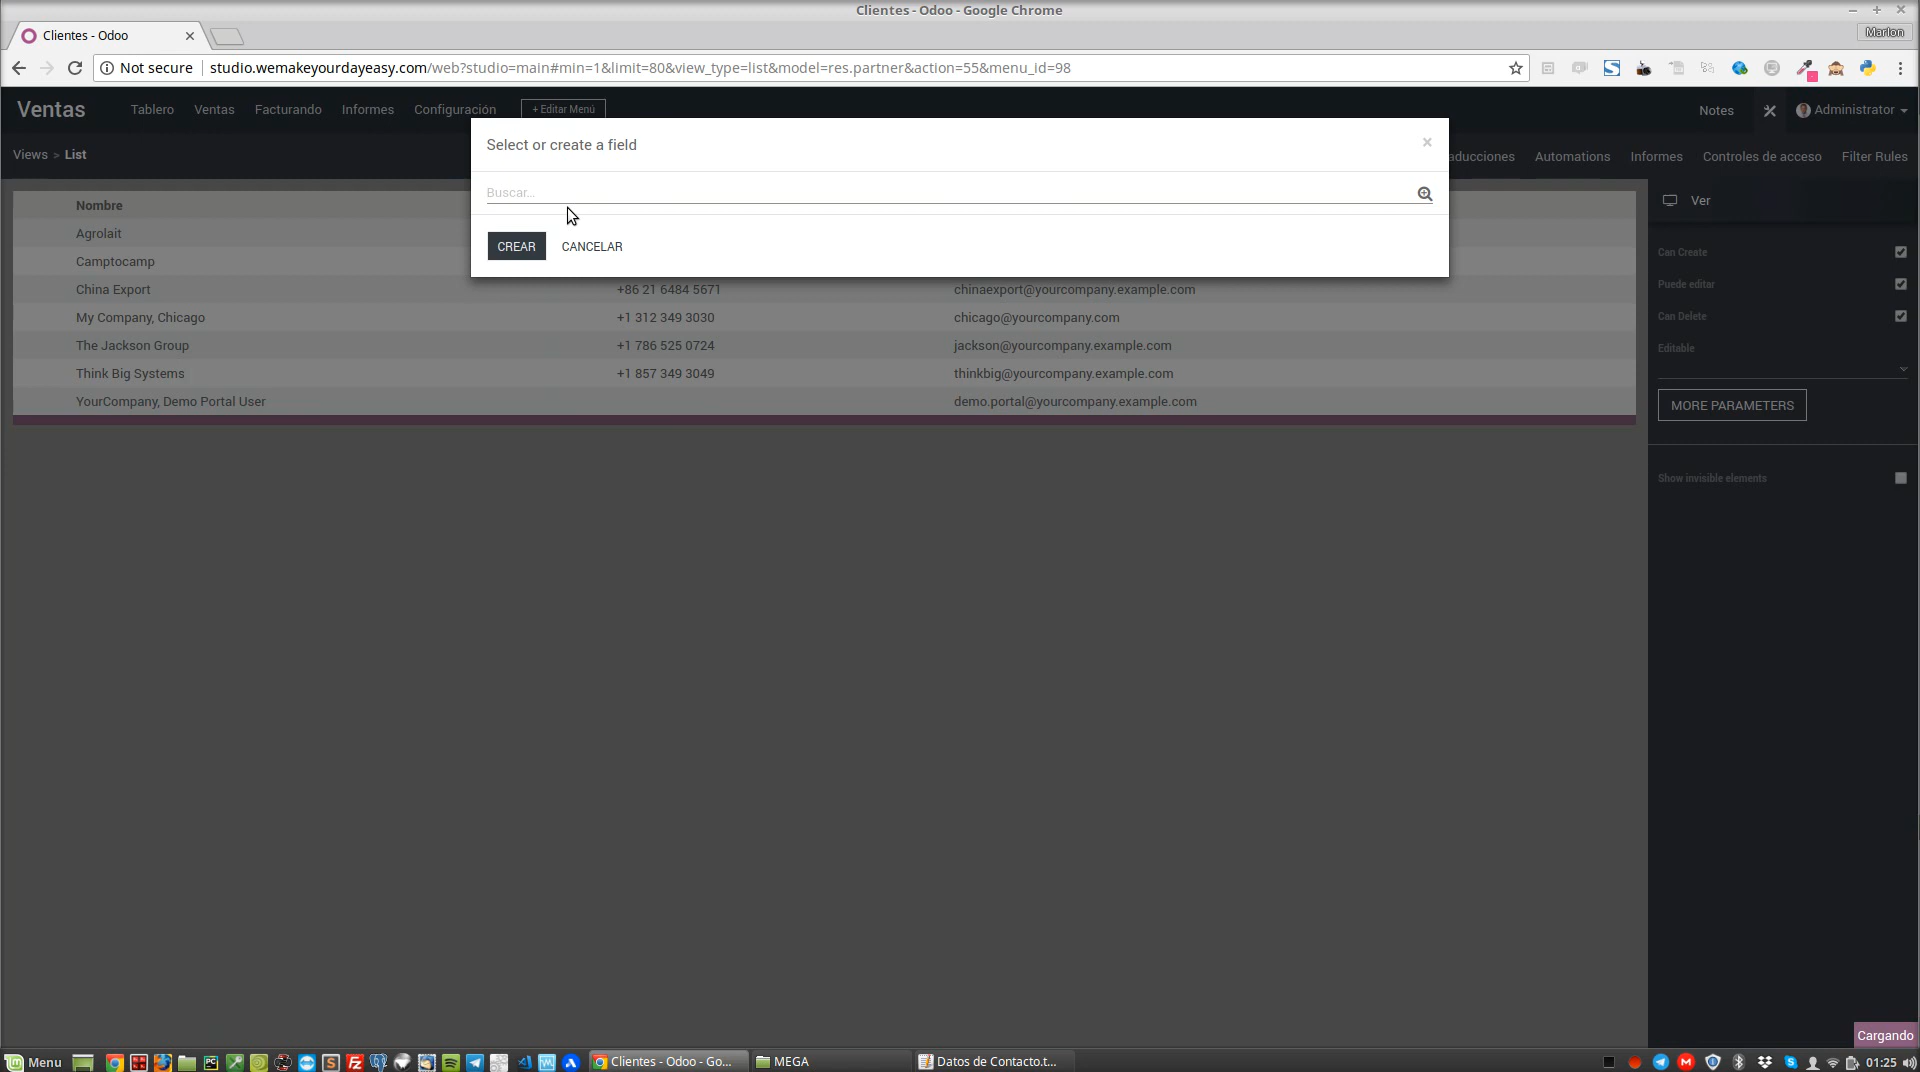 Clientes - Odoo - Google Chrome
Clientes - Odoo
Marlon
Not secure studio.wemakeyourdayeasy.com/web?studio=main#min=1&limit=80&view_type=list&model=res.partner&action=55&menu_id=98
Ventas Tablero Ventas Facturando Informes Configuración + Editar Menú Notes Administrator
Select or create a field ×
Views > List aducciones Automations Informes Controles de acceso Filter Rules
Buscar...
Nombre Ver
Agrolait
CREAR CANCELAR
Can Create
Camptocamp
Puede editar
China Export +86 21 6484 5671 chinaexport@yourcompany.example.com
My Company, Chicago +1 312 349 3030 chicago@yourcompany.com
Can Delete
The Jackson Group +1 786 525 0724 jackson@yourcompany.example.com
Editable
Think Big Systems +1 857 349 3049 thinkbig@yourcompany.example.com
YourCompany, Demo Portal User demo.portal@yourcompany.example.com
MORE PARAMETERS
Show invisible elements
Cargando
Menu Clientes - Odoo - Go... MEGA Datos de Contacto.t... 01:25